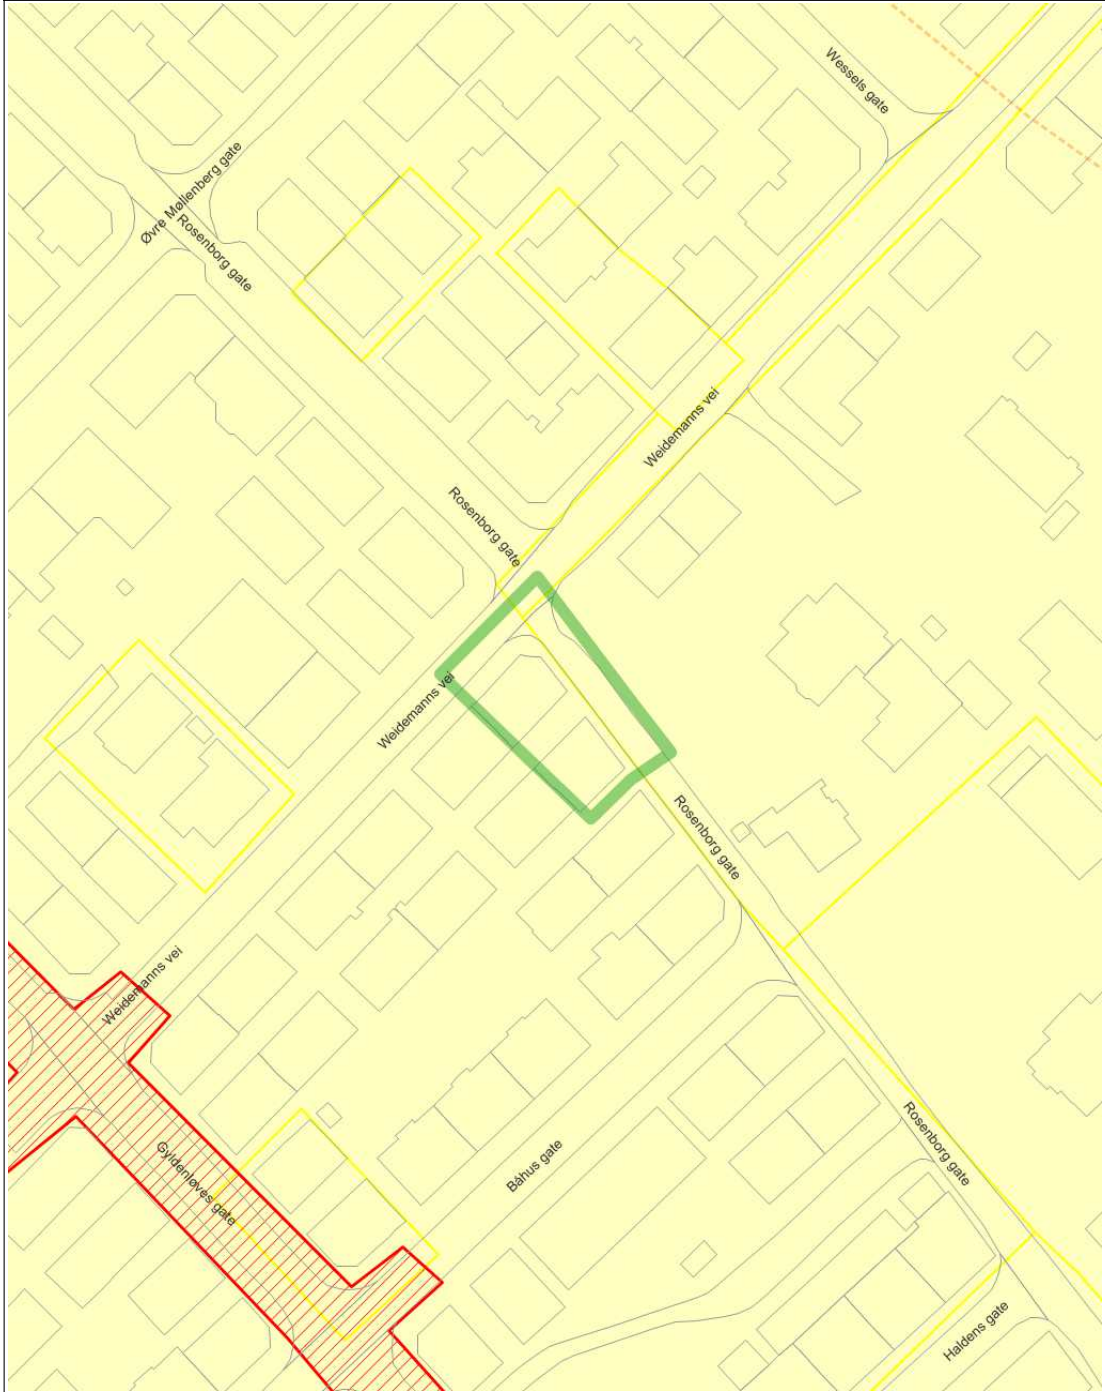 Wessels gate
Øvre Møllenberg gate
Rosenborg gate
Weidemanns vei
Rosenborg gate
Weidemanns vei
Rosenborg gate
Weidemanns vei
Rosenborg gate
Båhus gate
Gyldenløves gate
Haldens gate